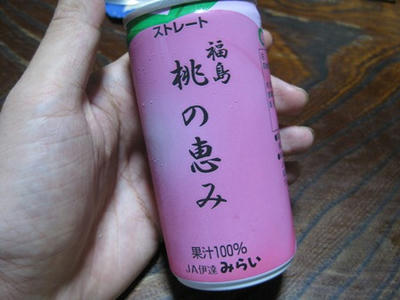 ストレート
福島
桃の恵み
果汁100%
JA伊達みらい